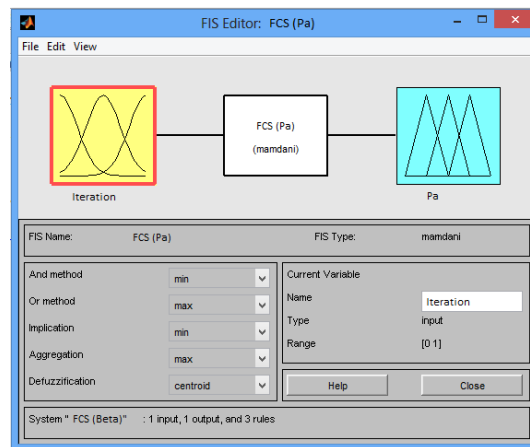 FIS Editor: FCS (Pa)
File Edit View
FCS (Pa)
(mamdani)
Iteration
Pa
FIS Name: FCS (Pa) FIS Type: mamdani
And method min
Or method max
Implication min
Aggregation max
Defuzzification centroid
Current Variable
Name Iteration
Type input
Range [0 1]
Help Close
System " FCS (Beta)" : 1 input, 1 output, and 3 rules